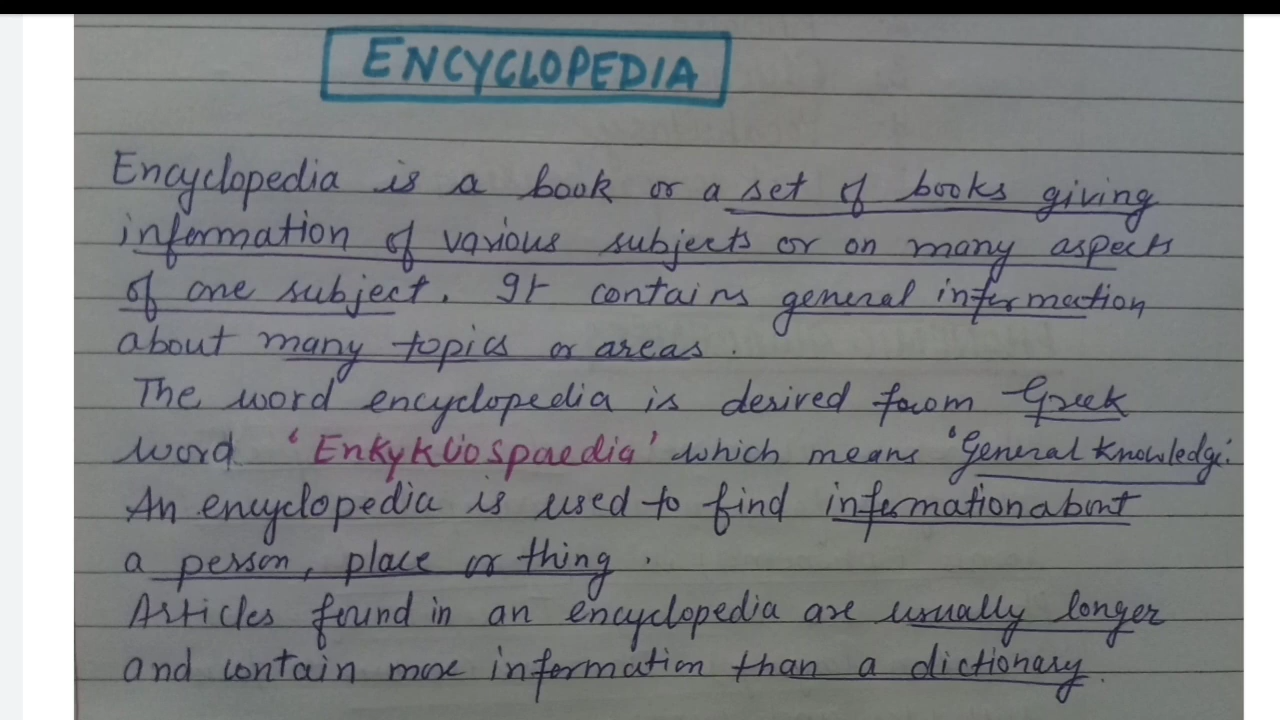 ENCYCLOPEDIA
Encyclopedia is a book or a set of books giving
information of various subjects or on many aspects
of one subject. It contains general information
about many topics or areas.
The word encyclopedia is desired from Greek
word 'Enkykliospaedia' which means 'General Knowledge'.
An encyclopedia is used to find information about
a person, place or thing.
Articles found in an encyclopedia are usually longer
and contain more information than a dictionary.